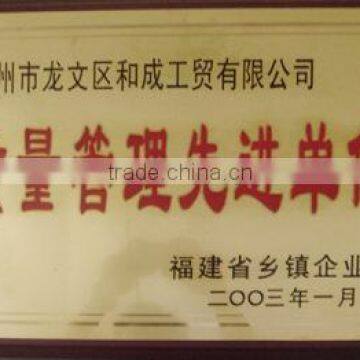 州市龙文区和成工贸有限公司
量管理先进单
trade.china.cn
福建省乡镇企业
二〇〇三年一月